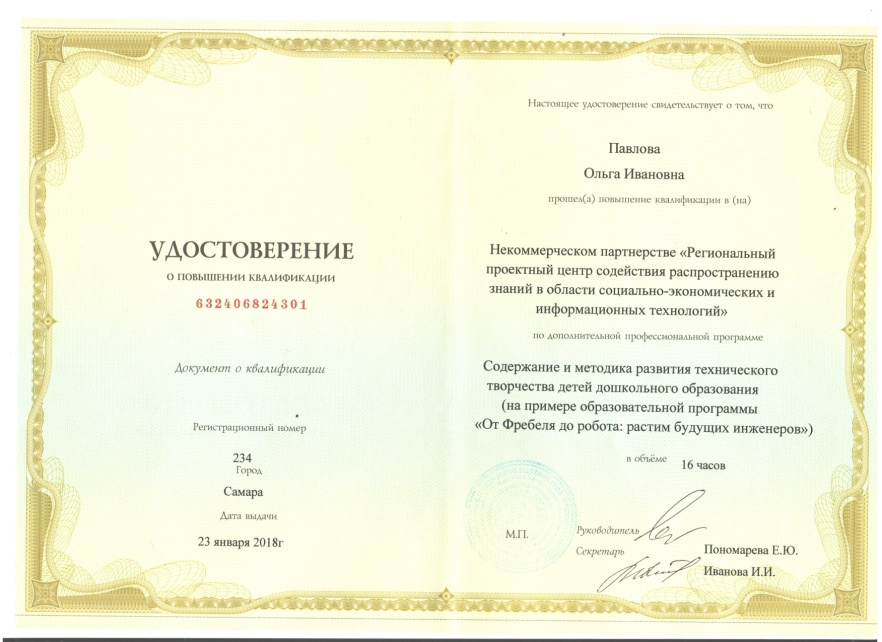 УДОСТОВЕРЕНИЕ
О ПОВЫШЕНИИ КВАЛИФИКАЦИИ
632406824301
Документ о квалификации
Регистрационный номер
234
Город
Самара
Дата выдачи
23 января 2018г
Настоящее удостоверение свидетельствует о том, что
Павлова
Ольга Ивановна
прошел(а) повышение квалификации в (на)
Некоммерческом партнерстве «Региональный
проектный центр содействия распространению
знаний в области социально-экономических и
информационных технологий»
по дополнительной профессиональной программе
Содержание и методика развития технического
творчества детей дошкольного образования
(на примере образовательной программы
«От Фребеля до робота: растим будущих инженеров»)
в объёме 16 часов
М.П.
Руководитель
Пономарева Е.Ю.
Секретарь
Иванова И.И.